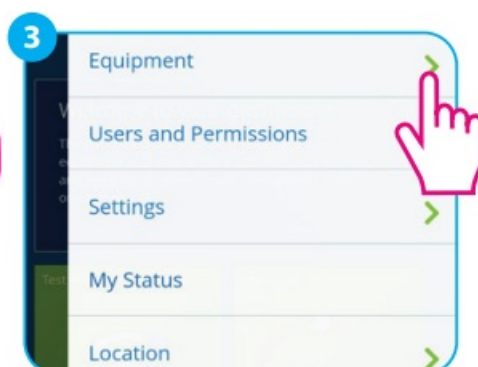 3
Equipment
Users and Permissions
Settings
My Status
Location